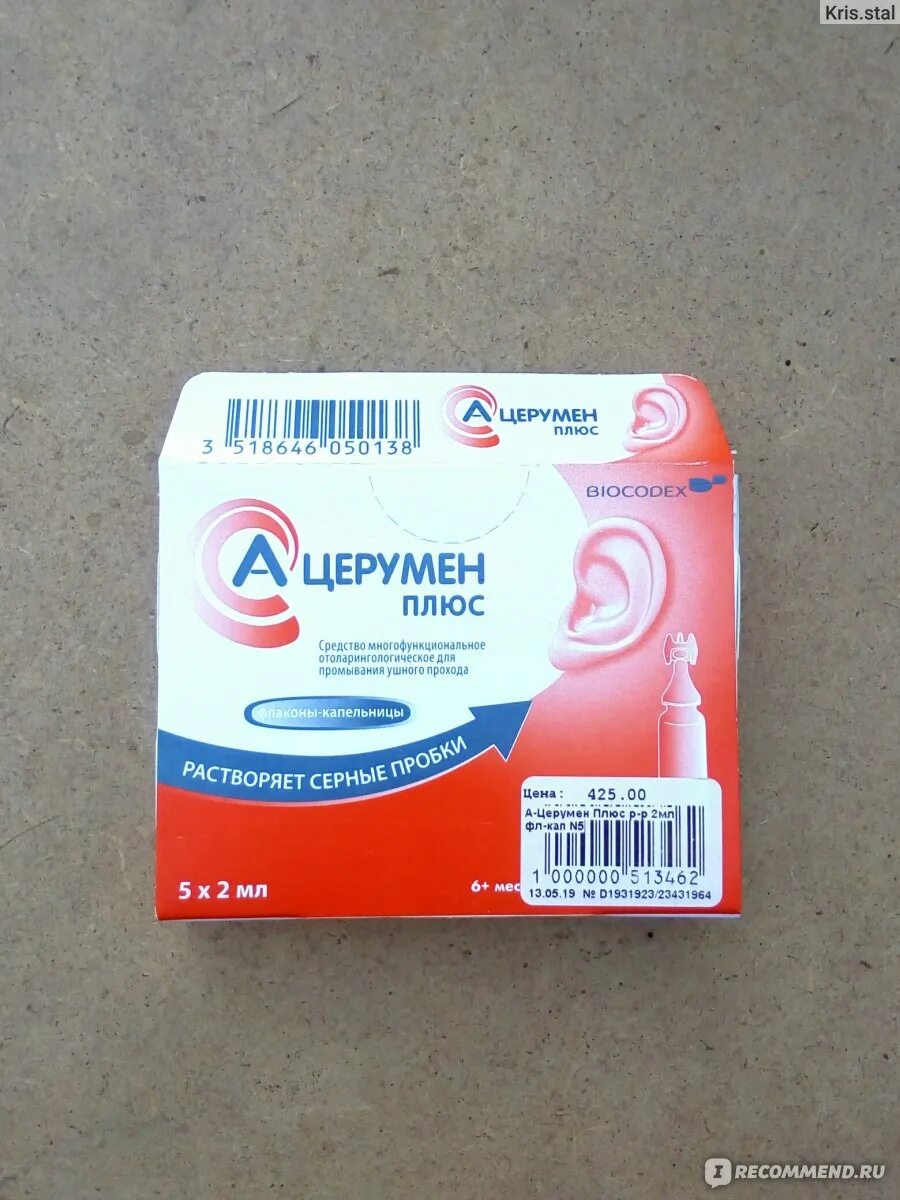 Kris.stal
3 518646 050138
А ЦЕРУМЕН
ПЛЮС
BIOCODEX
А ЦЕРУМЕН
ПЛЮС
Средство многофункциональное
отоларингологическое для
промывания ушного прохода
флаконы-капельницы
РАСТВОРЯЕТ СЕРНЫЕ ПРОБКИ
5 х 2 мл
6+ мес
Цена: 425.00
А-Церумен Плюс р-р 2мл
фл-кап N5
1 000000 513462
13.05.19 № D1931923/23431964
IRECOMMEND.RU